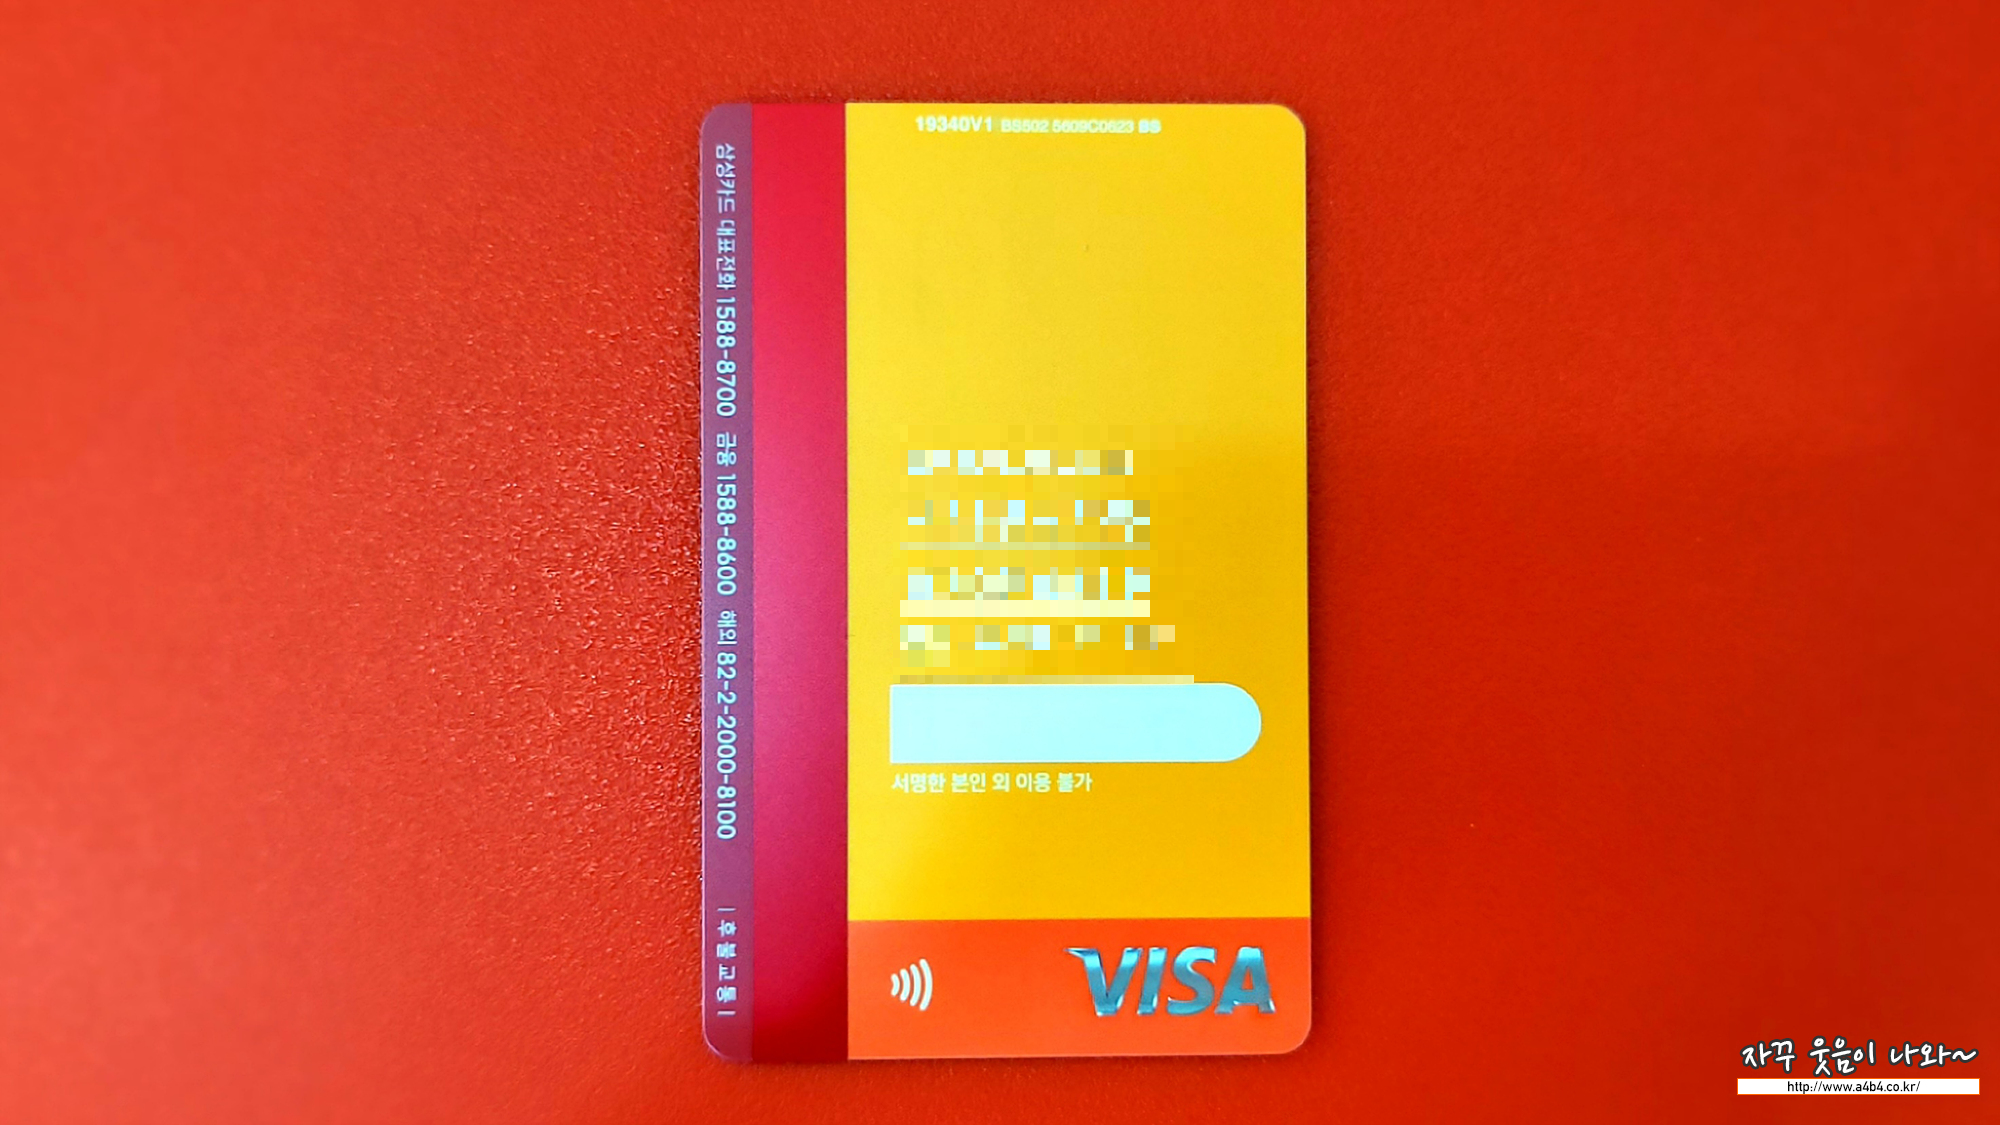 19340V1 BS502 5609C0623 BS
삼성카드 대표전화 1588-8700 금융 1588-8600 해외 82-2-2000-8100 | 후불교통 |
서명한 본인 외 이용 불가
VISA
자꾸 웃음이 나와~
http://www.a4b4.co.kr/